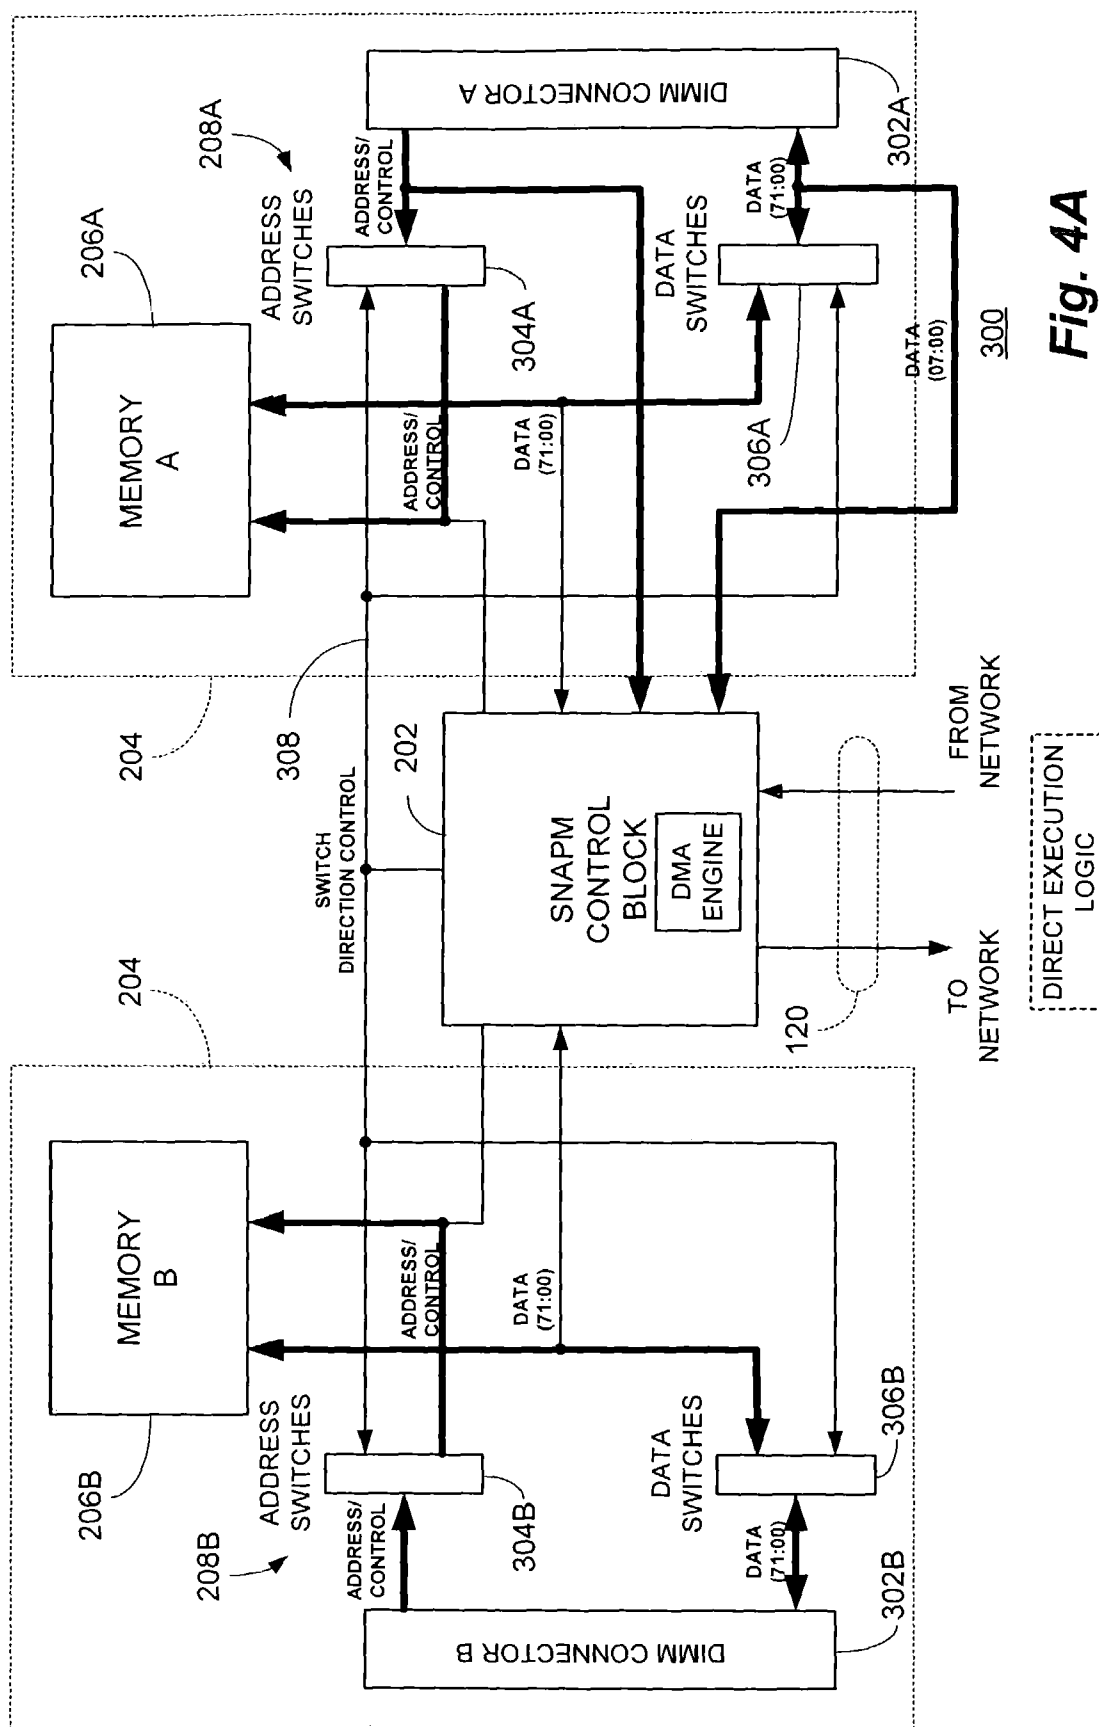 204
204
MEMORY
B
206B
208B
ADDRESS
SWITCHES
304B
ADDRESS/
CONTROL
ADDRESS/
CONTROL
DATA
(71:00)
DIMM CONNECTOR B
302B
DATA
(71:00)
DATA
SWITCHES
306B
SWITCH
DIRECTION CONTROL
308
202
SNAPM
CONTROL
BLOCK
DMA
ENGINE
120
TO
NETWORK
FROM
NETWORK
DIRECT EXECUTION
LOGIC
MEMORY
A
206A
208A
ADDRESS
SWITCHES
304A
ADDRESS/
CONTROL
ADDRESS/
CONTROL
DATA
(71:00)
DIMM CONNECTOR A
302A
DATA
(71:00)
DATA
SWITCHES
306A
DATA
(07:00)
300
Fig. 4A